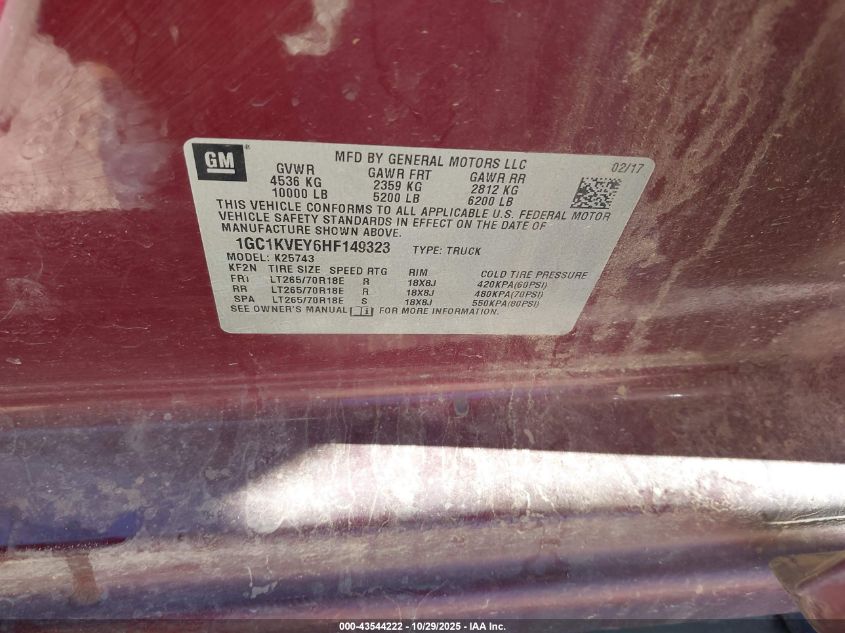 GM
®
MFD BY GENERAL MOTORS LLC 02/17
GVWR GAWR FRT GAWR RR
4536 KG 2359 KG 2812 KG
10000 LB 5200 LB 6200 LB
THIS VEHICLE CONFORMS TO ALL APPLICABLE U.S. FEDERAL MOTOR
VEHICLE SAFETY STANDARDS IN EFFECT ON THE DATE OF
MANUFACTURE SHOWN ABOVE.
1GC1KVEY6HF149323 TYPE: TRUCK
MODEL: K25743
KF2N TIRE SIZE SPEED RTG RIM COLD TIRE PRESSURE
FRT LT265/70R18E R 18X8J 420KPA(60PSI)
RR LT265/70R18E R 18X8J 480KPA(70PSI)
SPA LT265/70R18E S 18X8J 550KPA(80PSI)
SEE OWNER'S MANUAL FOR MORE INFORMATION.
000-43544222 - 10/29/2025 - IAA Inc.